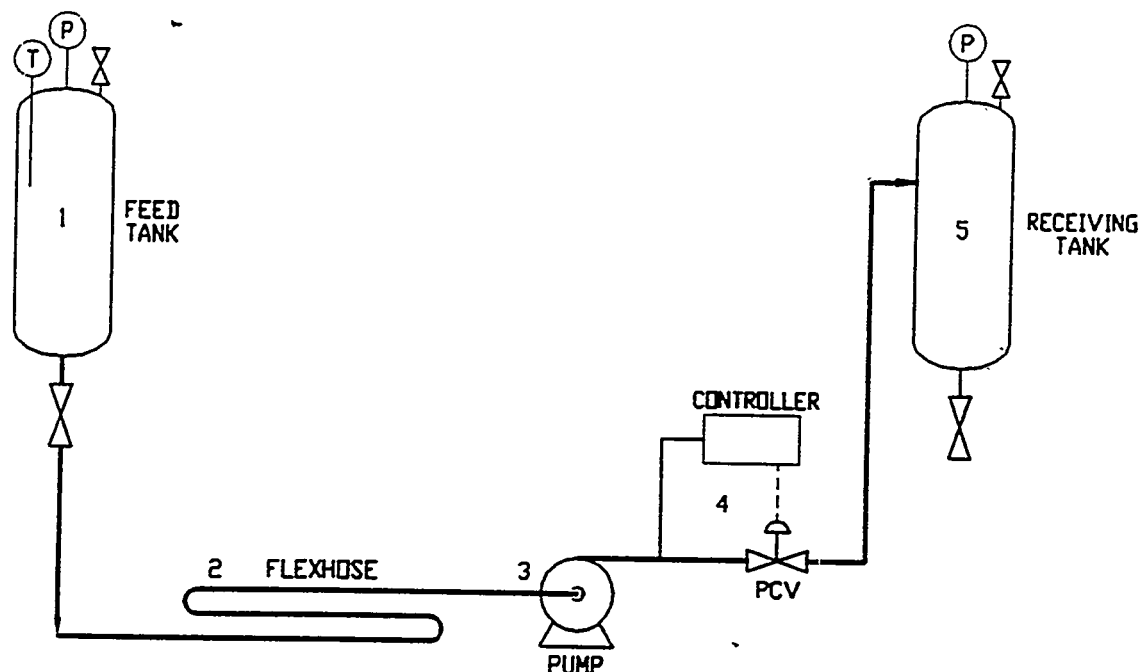 P
T
P
1
FEED
TANK
5
RECEIVING
TANK
CONTROLLER
4
2 FLEXHOSE 3
PCV
PUMP